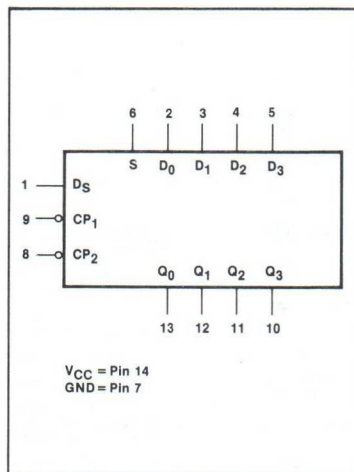 6 2 3 4 5
S D0 D1 D2 D3
1 DS
9 CP1
8 CP2
Q0 Q1 Q2 Q3
13 12 11 10
VCC = Pin 14
GND = Pin 7